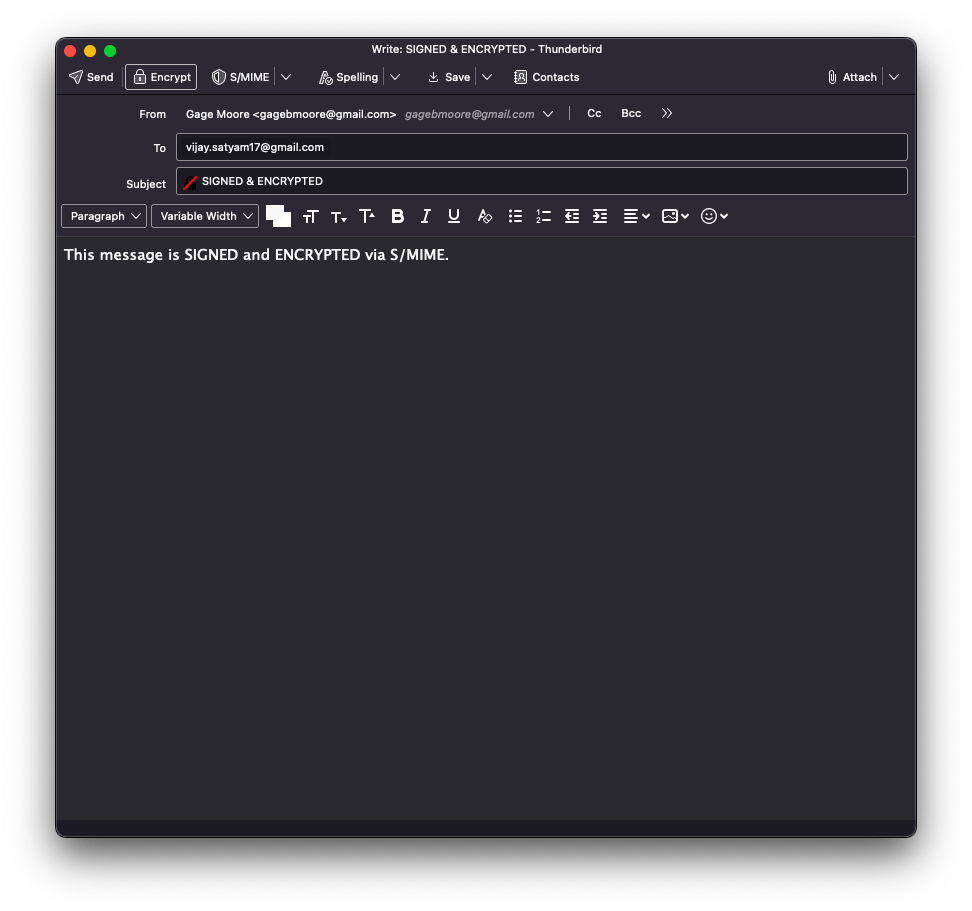 Write: SIGNED & ENCRYPTED - Thunderbird
Send Encrypt S/MIME Spelling Save Contacts Attach
From Gage Moore <gagebmoore@gmail.com> gagebmoore@gmail.com Cc Bcc
To vijay.satyam17@gmail.com
Subject SIGNED & ENCRYPTED
Paragraph Variable Width
This message is SIGNED and ENCRYPTED via S/MIME.